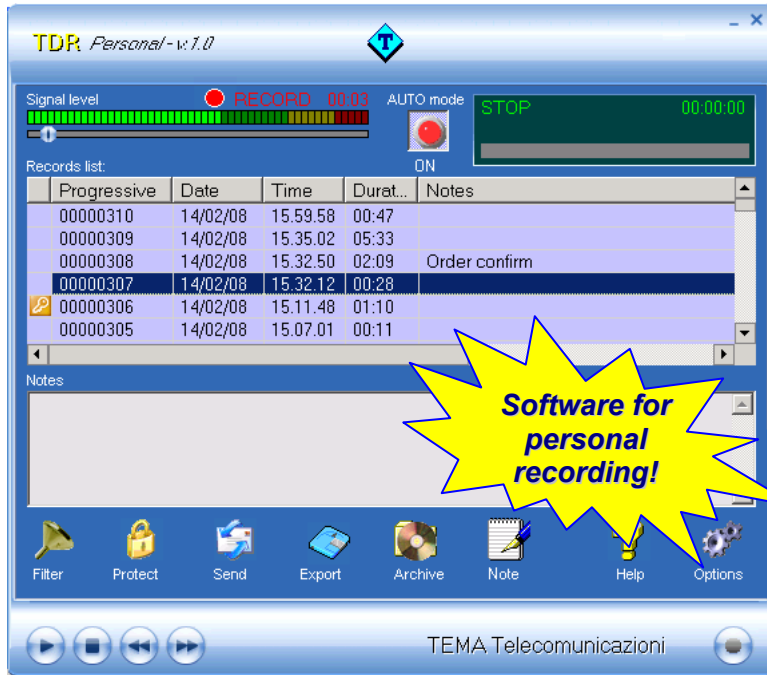 TDR Personal - v. 1.0
T
Signal level
RECORD 00:03
AUTO mode
STOP 00:00:00
ON
Records list:
Progressive Date Time Durat... Notes
00000310 14/02/08 15.59.58 00:47
00000309 14/02/08 15.35.02 05:33
00000308 14/02/08 15.32.50 02:09 Order confirm
00000307 14/02/08 15.32.12 00:28
00000306 14/02/08 15.11.48 01:10
00000305 14/02/08 15.07.01 00:11
Notes
Software for
personal
recording!
Filter Protect Send Export Archive Note Help Options
TEMA Telecomunicazioni